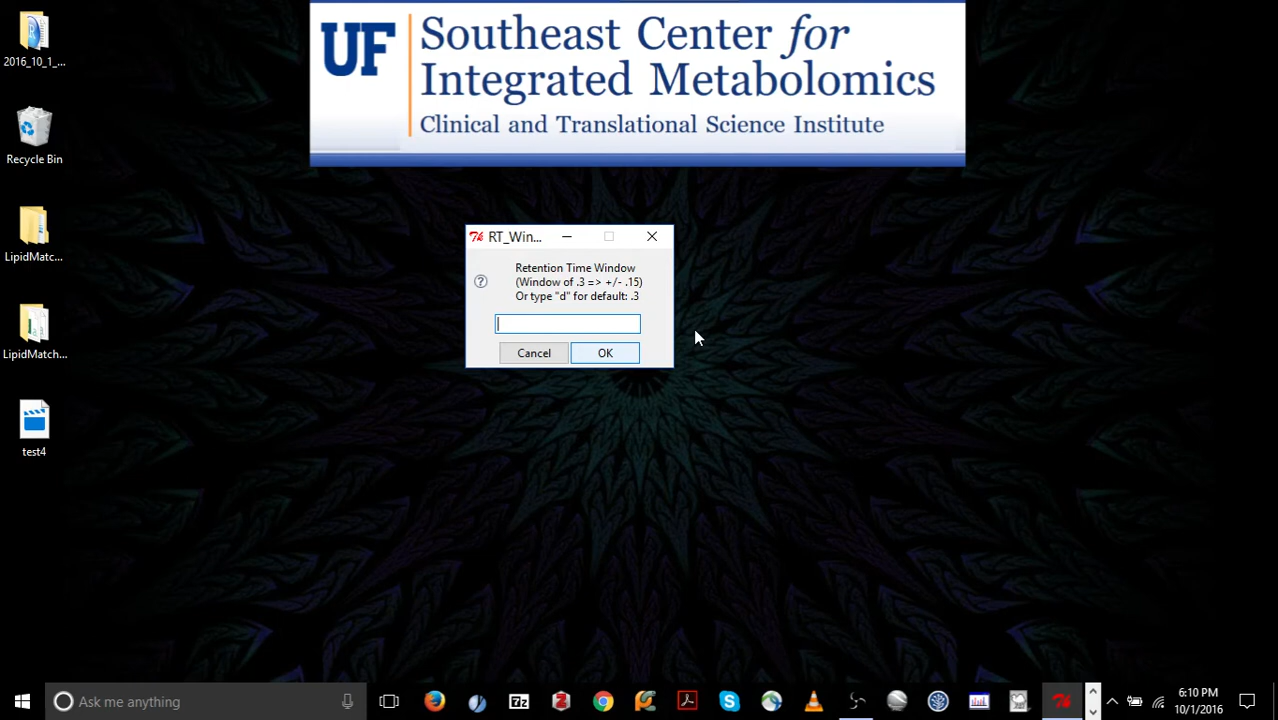 UF
Southeast Center for
Integrated Metabolomics
Clinical and Translational Science Institute
2016_10_1_...
Recycle Bin
LipidMatc...
LipidMatch...
test4
RT_Win...
Retention Time Window
(Window of .3 => +/- .15)
Or type "d" for default: .3
Cancel
OK
Ask me anything
7z
6:10 PM
10/1/2016